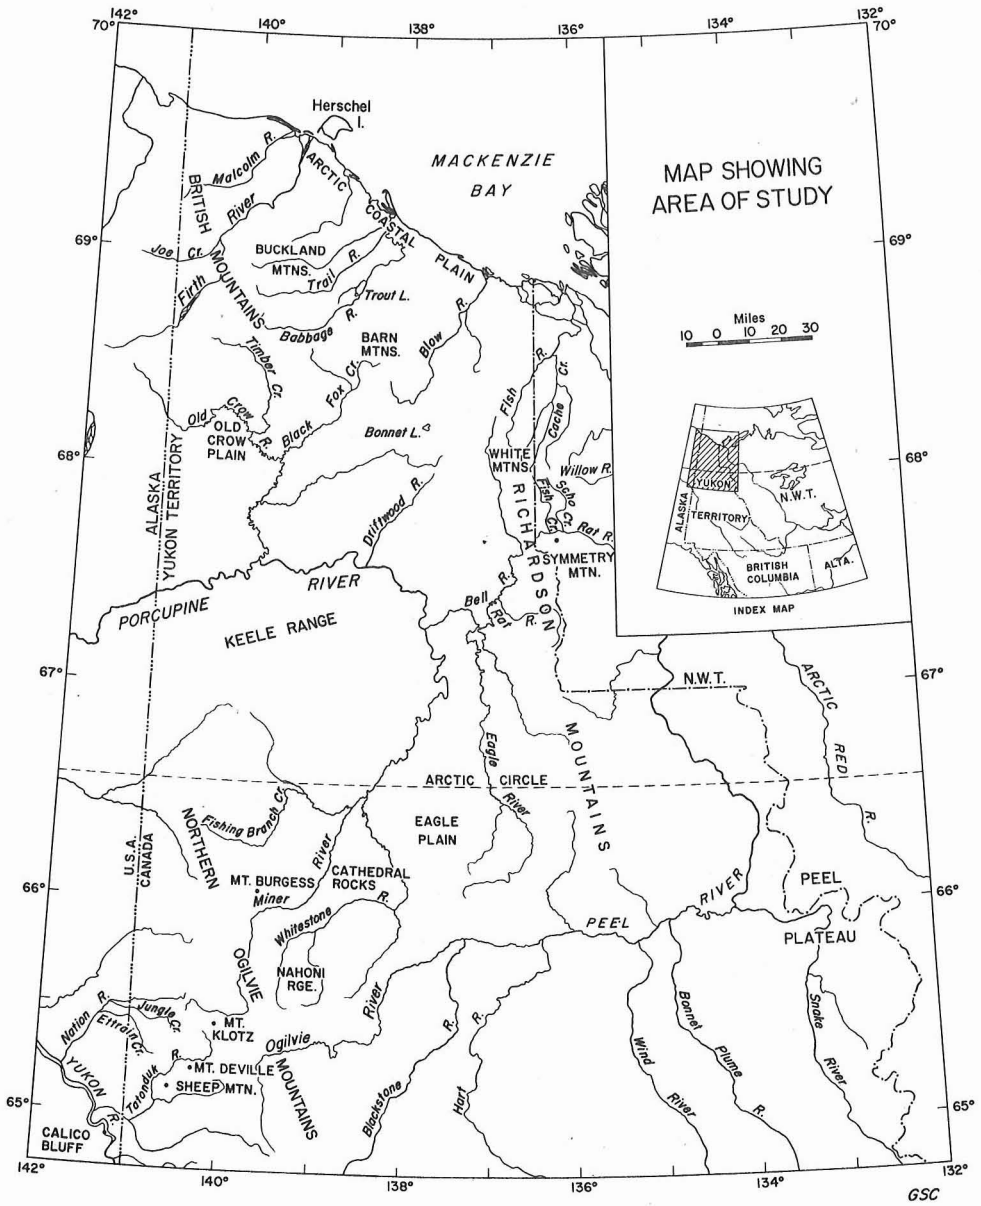 142°
70°
140°
138°
136°
134°
132°
70°
Herschel
I.
MACKENZIE
BAY
MAP SHOWING
AREA OF STUDY
Malcolm R.
ARCTIC
COASTAL
PLAIN
BRITISH
MOUNTAINS
River
Firth
69°
Joe Cr.
BUCKLAND
MTNS.
Trail R.
Trout L.
Babbage R.
BARN
MTNS.
Blow R.
69°
Miles
10 0 10 20 30
Timber Cr.
Fish R.
Cache Cr.
Old Crow R.
OLD
CROW
PLAIN
Black Fox Cr.
Bonnet L.
68°
WHITE
MTNS.
Willow R.
68°
Fish Cr.
Scho Cr.
Rat R.
ALASKA
YUKON TERRITORY
Driftwood R.
RICHARDSON
SYMMETRY
MTN.
YUKON
N.W.T.
ALASKA
TERRITORY
BRITISH
COLUMBIA
ALTA.
INDEX MAP
PORCUPINE
RIVER
KEELE RANGE
Bell R.
Rat R.
67°
N.W.T.
67°
ARCTIC
RED
R.
MOUNTAINS
Eagle
River
ARCTIC CIRCLE
EAGLE
PLAIN
U.S.A.
CANADA
NORTHERN
Fishing Branch Cr.
River
Miner
MT. BURGESS
CATHEDRAL
ROCKS
66°
66°
Whitestone R.
PEEL
RIVER
PEEL
PLATEAU
OGILVIE
NAHONI
RGE.
Nation R.
Jungle Cr.
Ettrain Cr.
MT.
KLOTZ
Ogilvie
River
MOUNTAINS
YUKON R.
Tatonduk R.
MT. DEVILLE
SHEEP MTN.
Blackstone R.
Hart R.
Wind
River
Bonnet
Plume
R.
Snake
River
65°
65°
CALICO
BLUFF
142°
140°
138°
136°
134°
132°
GSC